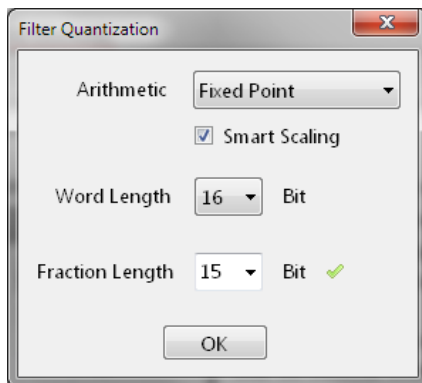 Filter Quantization
Arithmetic Fixed Point
Smart Scaling
Word Length 16 Bit
Fraction Length 15 Bit
OK